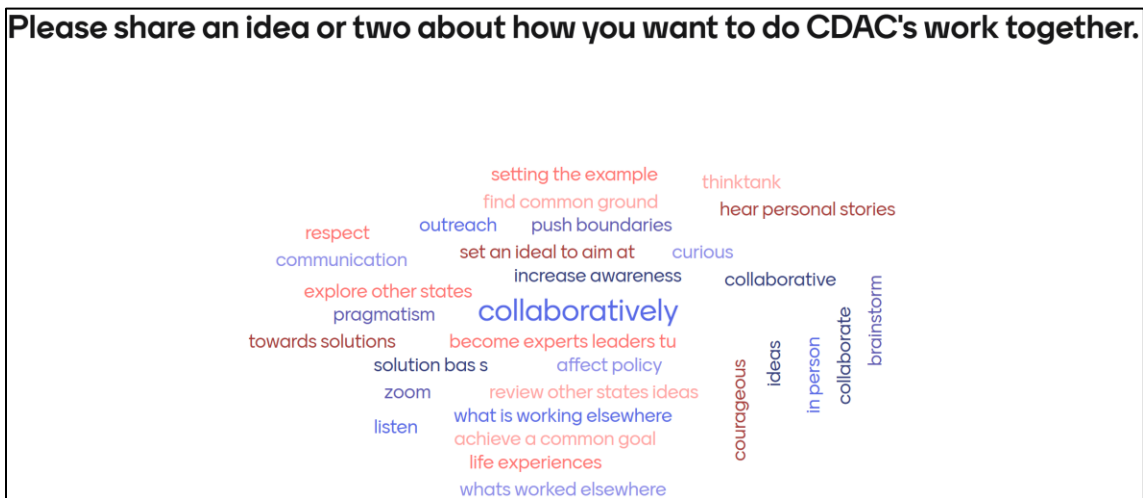 Please share an idea or two about how you want to do CDAC's work together.
setting the example
thinktank
find common ground
hear personal stories
outreach
push boundaries
respect
set an ideal to aim at
curious
communication
increase awareness
collaborative
explore other states
collaboratively
pragmatism
towards solutions
become experts leaders tu
solution bas s
affect policy
zoom
review other states ideas
what is working elsewhere
listen
achieve a common goal
life experiences
whats worked elsewhere
courageous
ideas
in person
collaborate
brainstorm